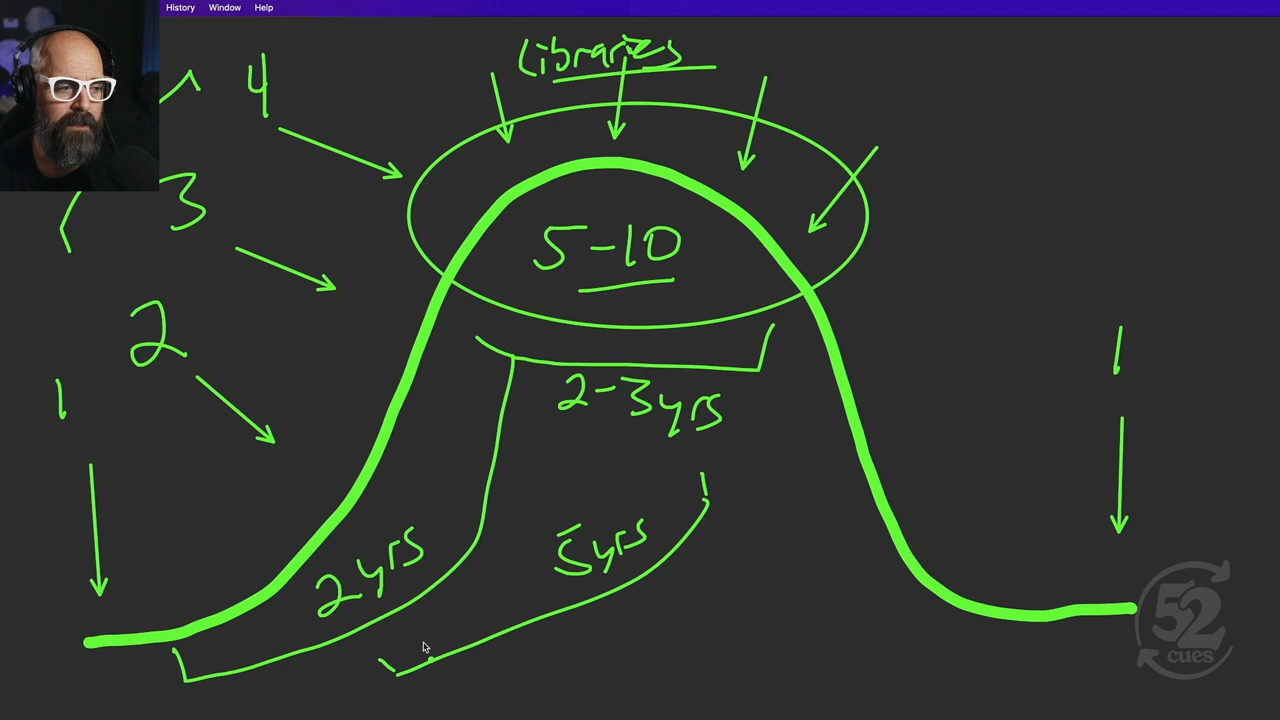 History Window Help
Libraries
4
3
5-10
2
2-3yrs
1
1
5yrs
2yrs
52
cues